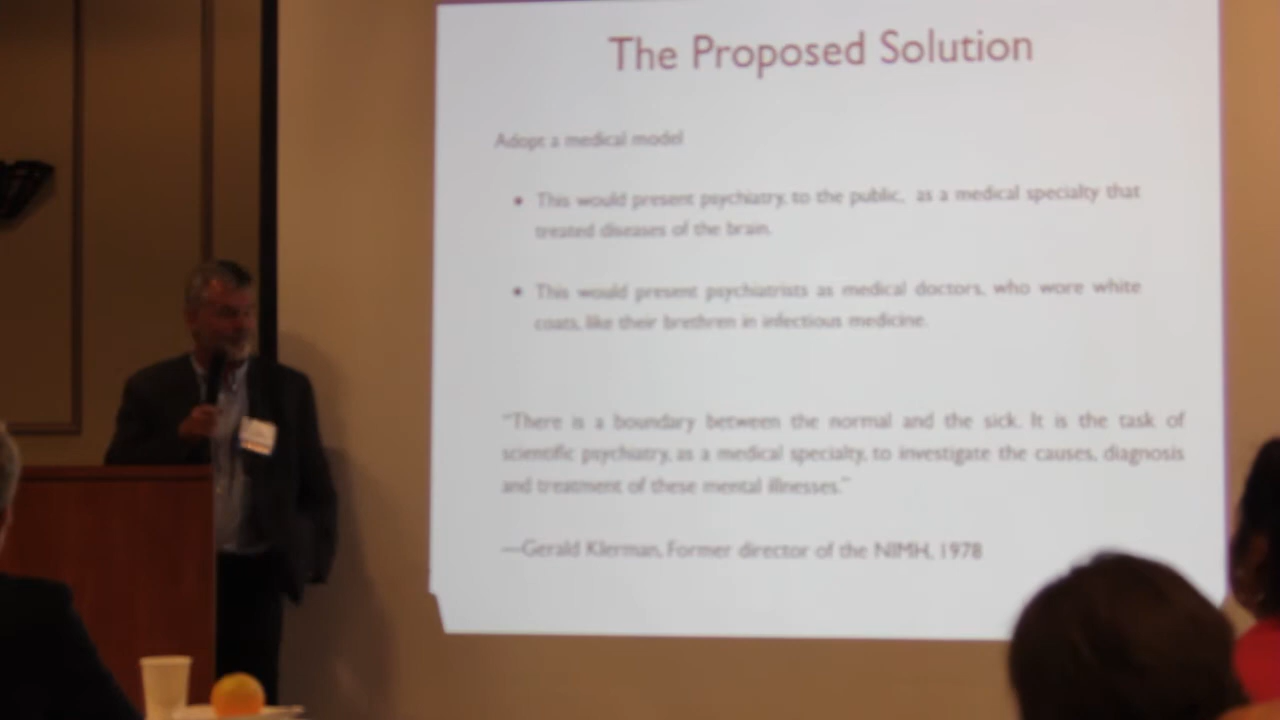 The Proposed Solution
Adopt a medical model
• This would present psychiatry, to the public, as a medical specialty that
treated diseases of the brain.
• This would present psychiatrists as medical doctors, who wore white
coats, like their brethren in infectious medicine.
"There is a boundary between the normal and the sick. It is the task of
scientific psychiatry, as a medical specialty, to investigate the causes, diagnosis
and treatment of these mental illnesses."
—Gerald Klerman, Former director of the NIMH, 1978